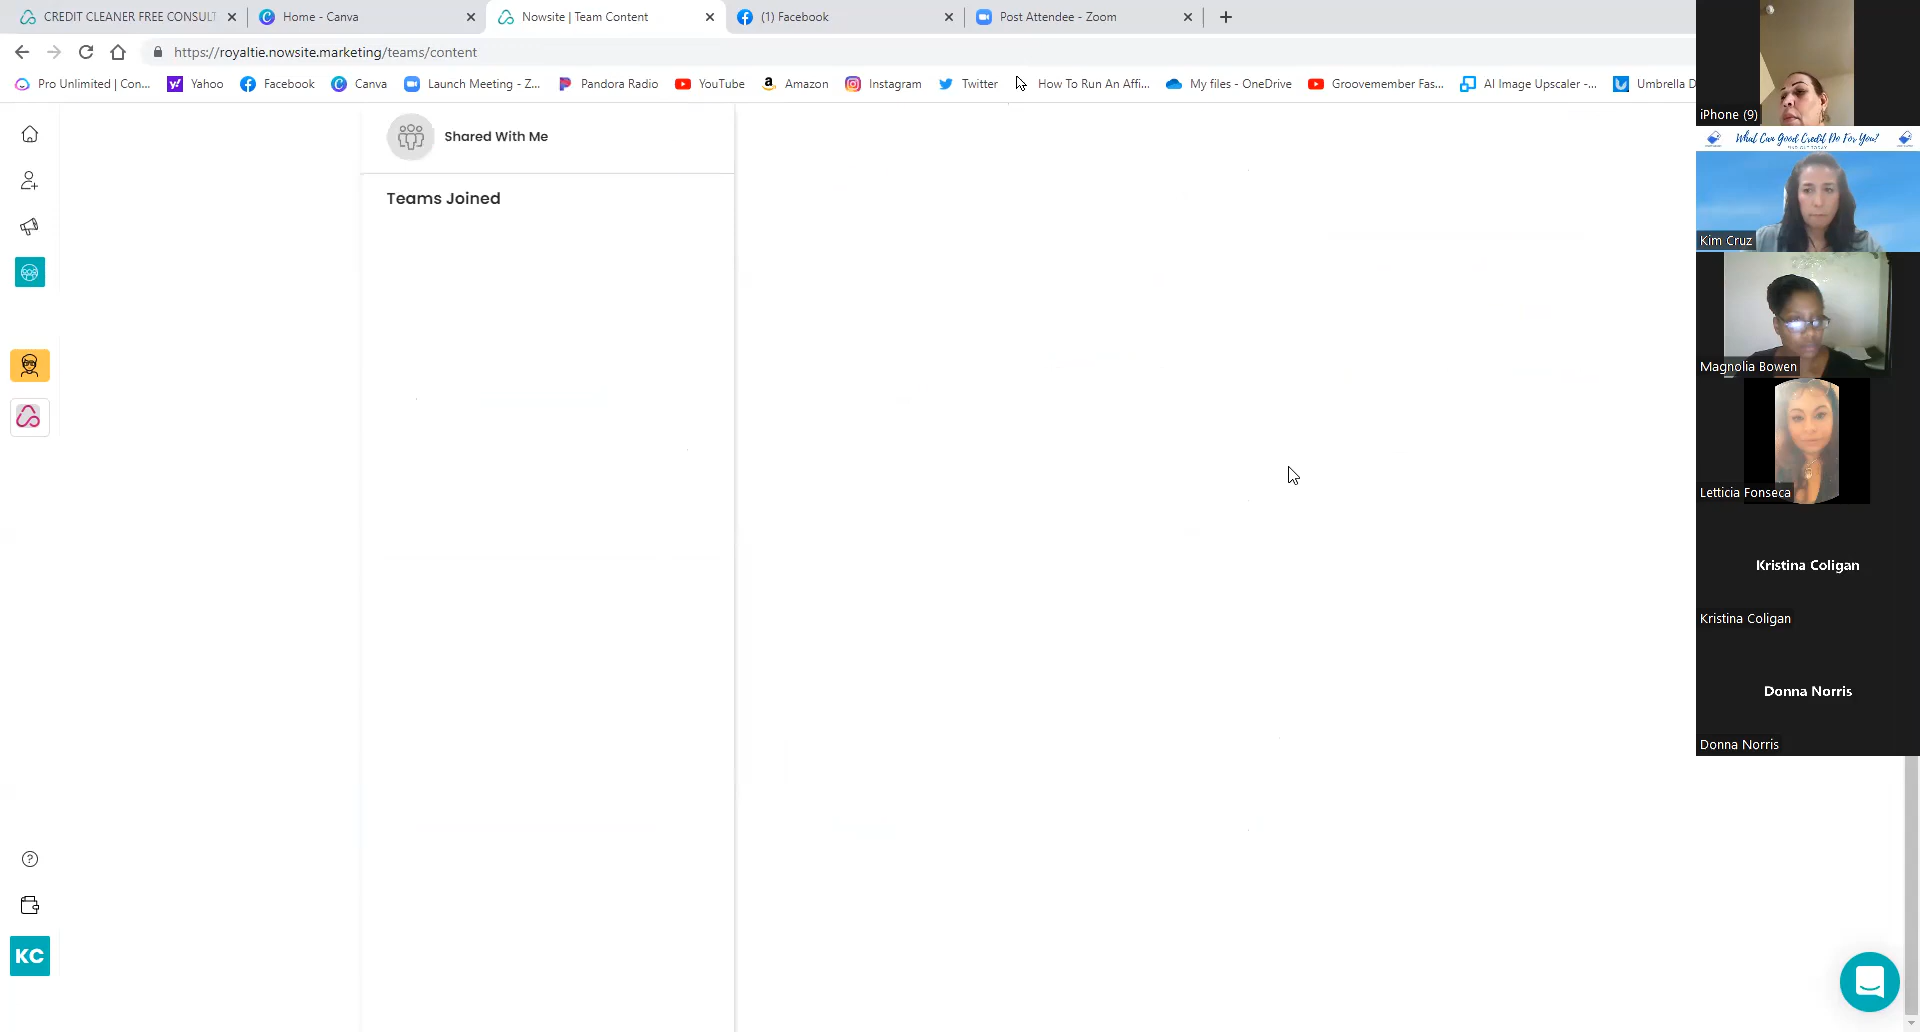 CREDIT CLEANER FREE CONSULT
Home - Canva
Nowsite | Team Content
(1) Facebook
Post Attendee - Zoom
https://royaltie.nowsite.marketing/teams/content
Pro Unlimited | Con...
Yahoo
Facebook
Canva
Launch Meeting - Z...
Pandora Radio
YouTube
Amazon
Instagram
Twitter
How To Run An Affi...
My files - OneDrive
Groovemember Fas...
AI Image Upscaler -...
Umbrella D
Shared With Me
Teams Joined
KC
iPhone (9)
What Can Good Credit Do For You?
Kim Cruz
Magnolia Bowen
Letticia Fonseca
Kristina Coligan
Kristina Coligan
Donna Norris
Donna Norris